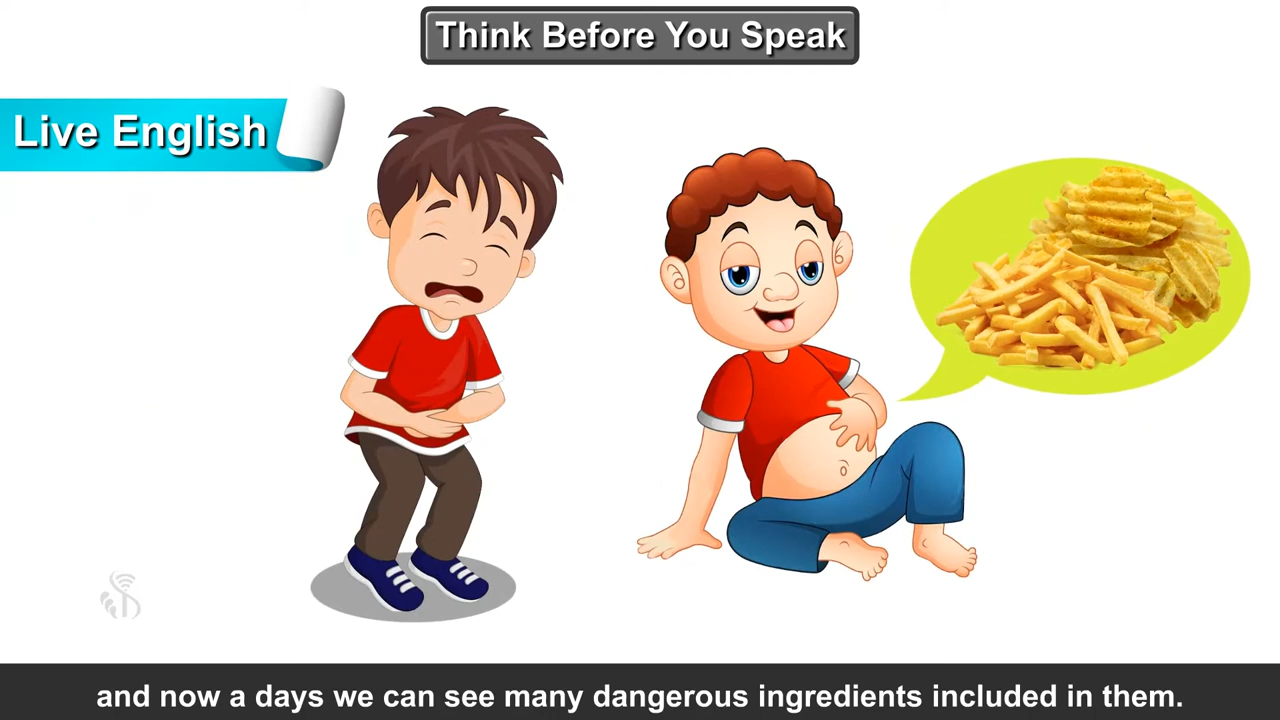 Think Before You Speak
Live English
and now a days we can see many dangerous ingredients included in them.